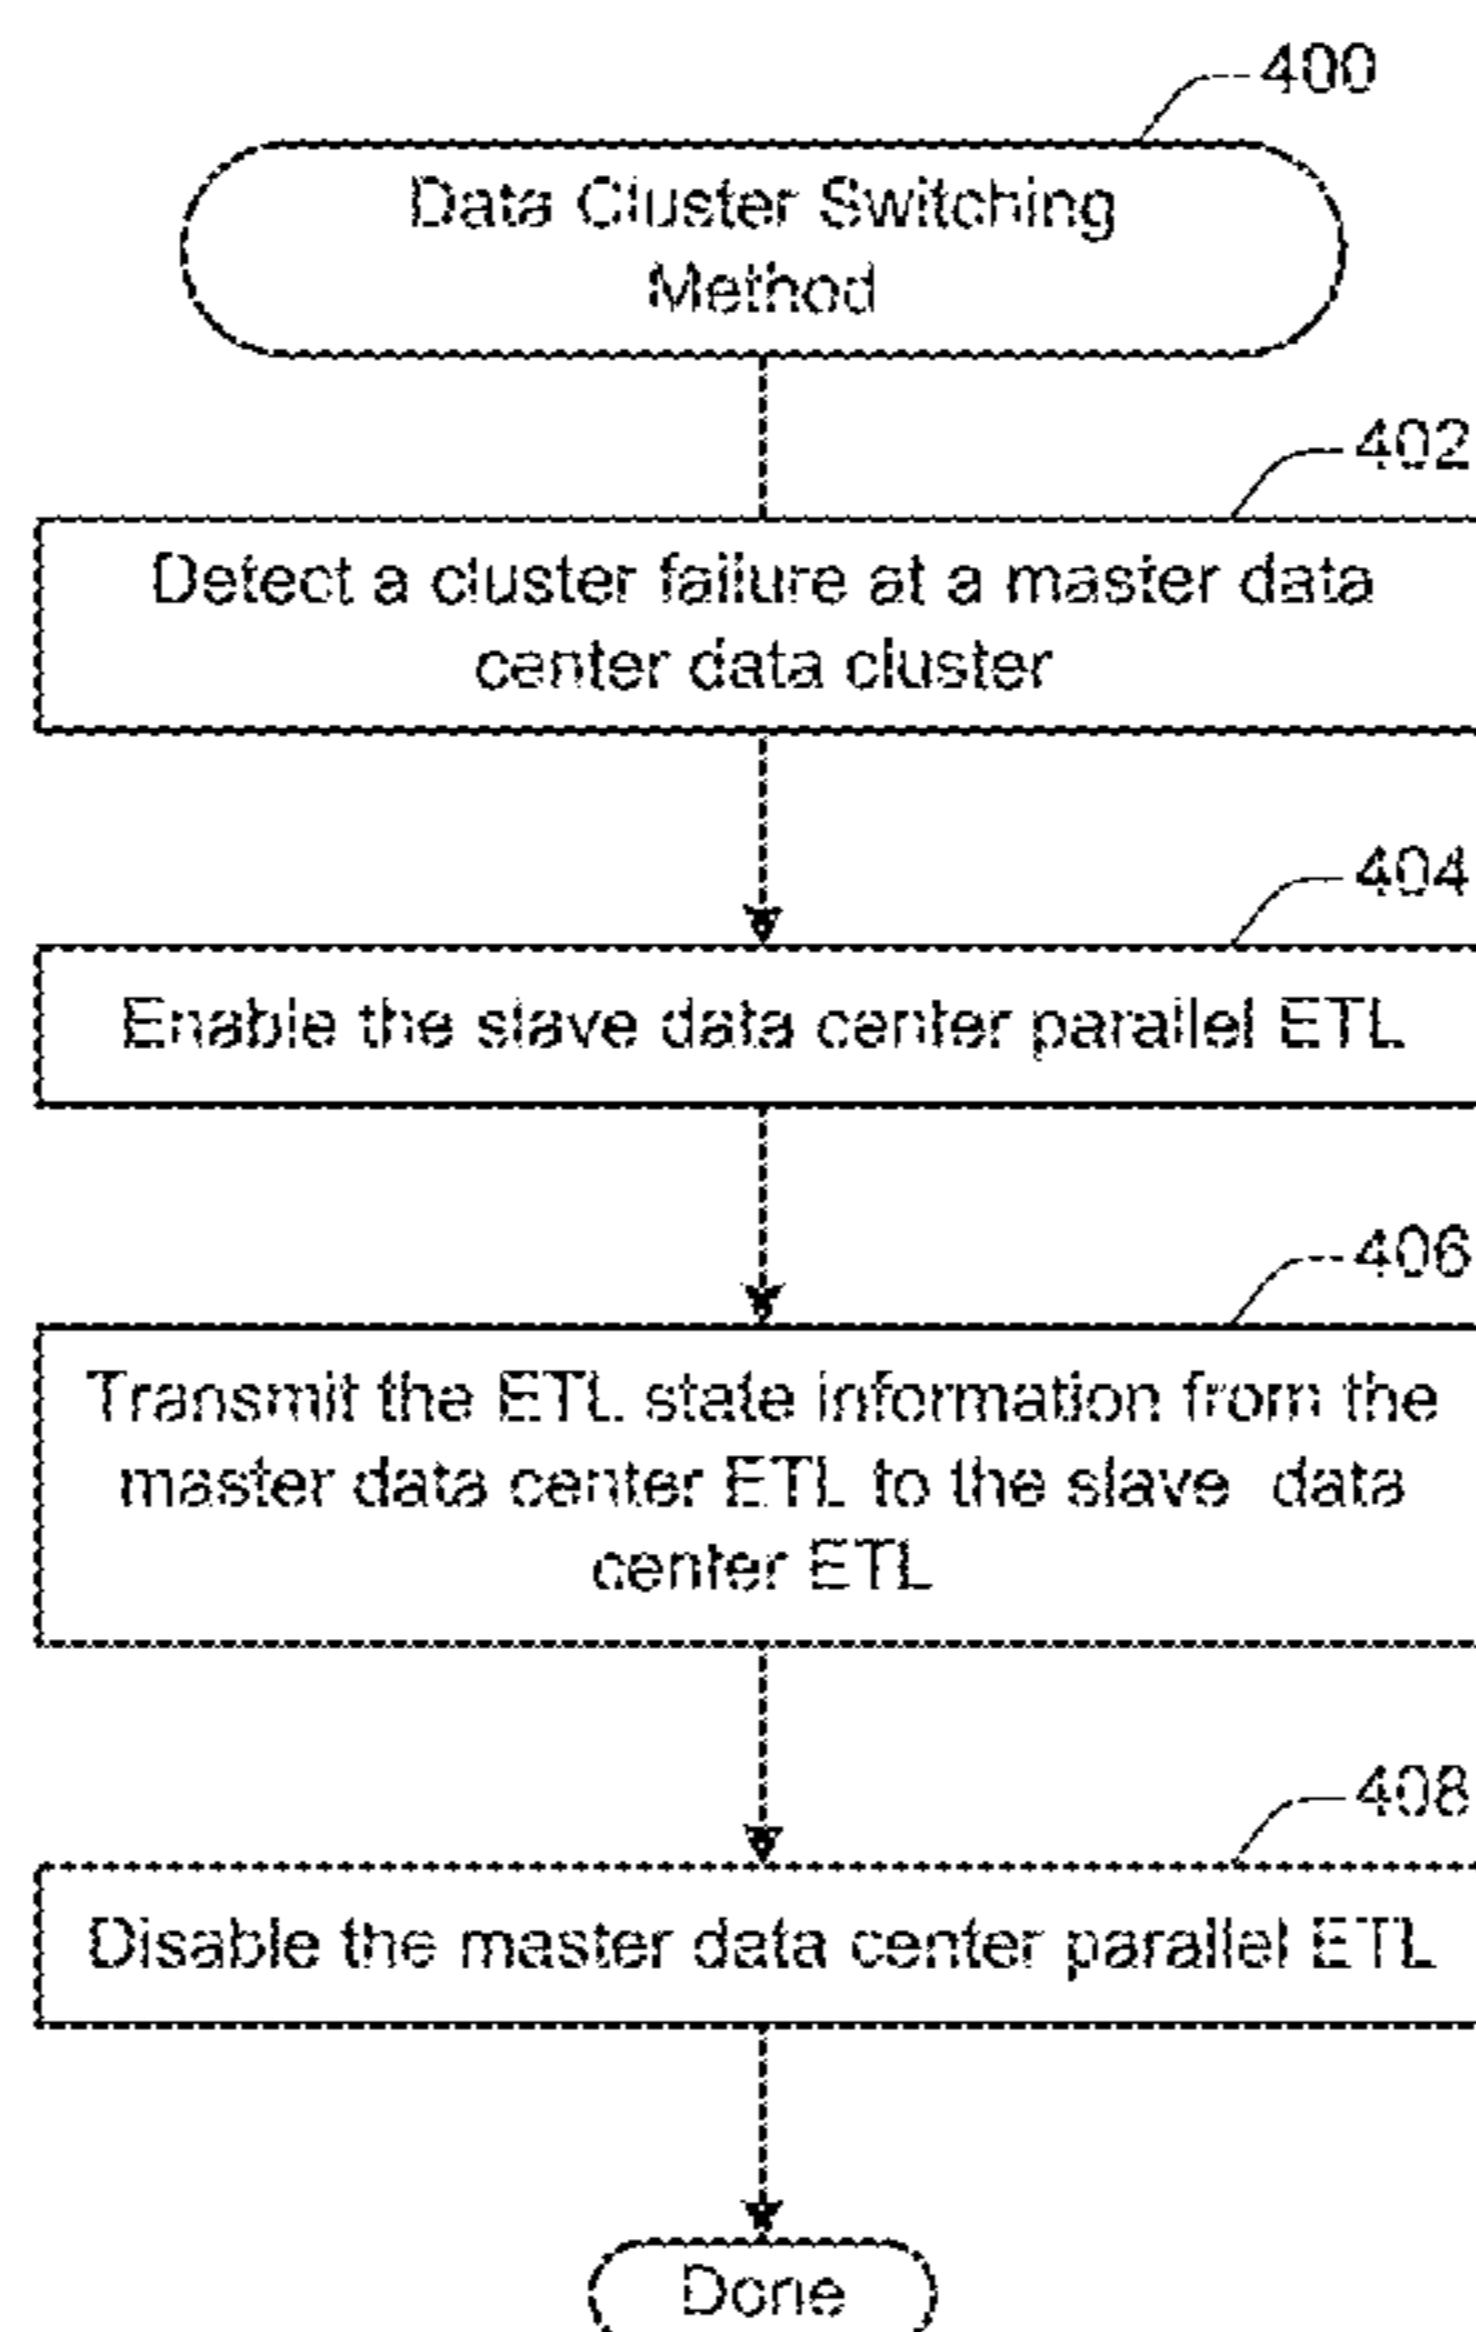 400
Data Cluster Switching
Method
402
Detect a cluster failure at a master data
center data cluster
404
Enable the slave data center parallel ETL
406
Transmit the ETL state information from the
master data center ETL to the slave data
center ETL
408
Disable the master data center parallel ETL
Done